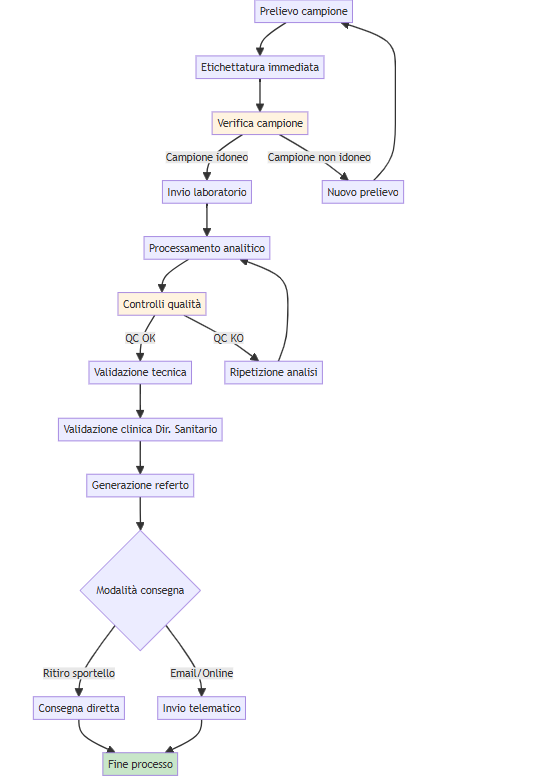 Prelievo campione
Etichettatura immediata
Verifica campione
Campione idoneo
Campione non idoneo
Invio laboratorio
Nuovo prelievo
Processamento analitico
Controlli qualità
QC OK
QC KO
Validazione tecnica
Ripetizione analisi
Validazione clinica Dir. Sanitario
Generazione referto
Modalità consegna
Ritiro sportello
Email/Online
Consegna diretta
Invio telematico
Fine processo